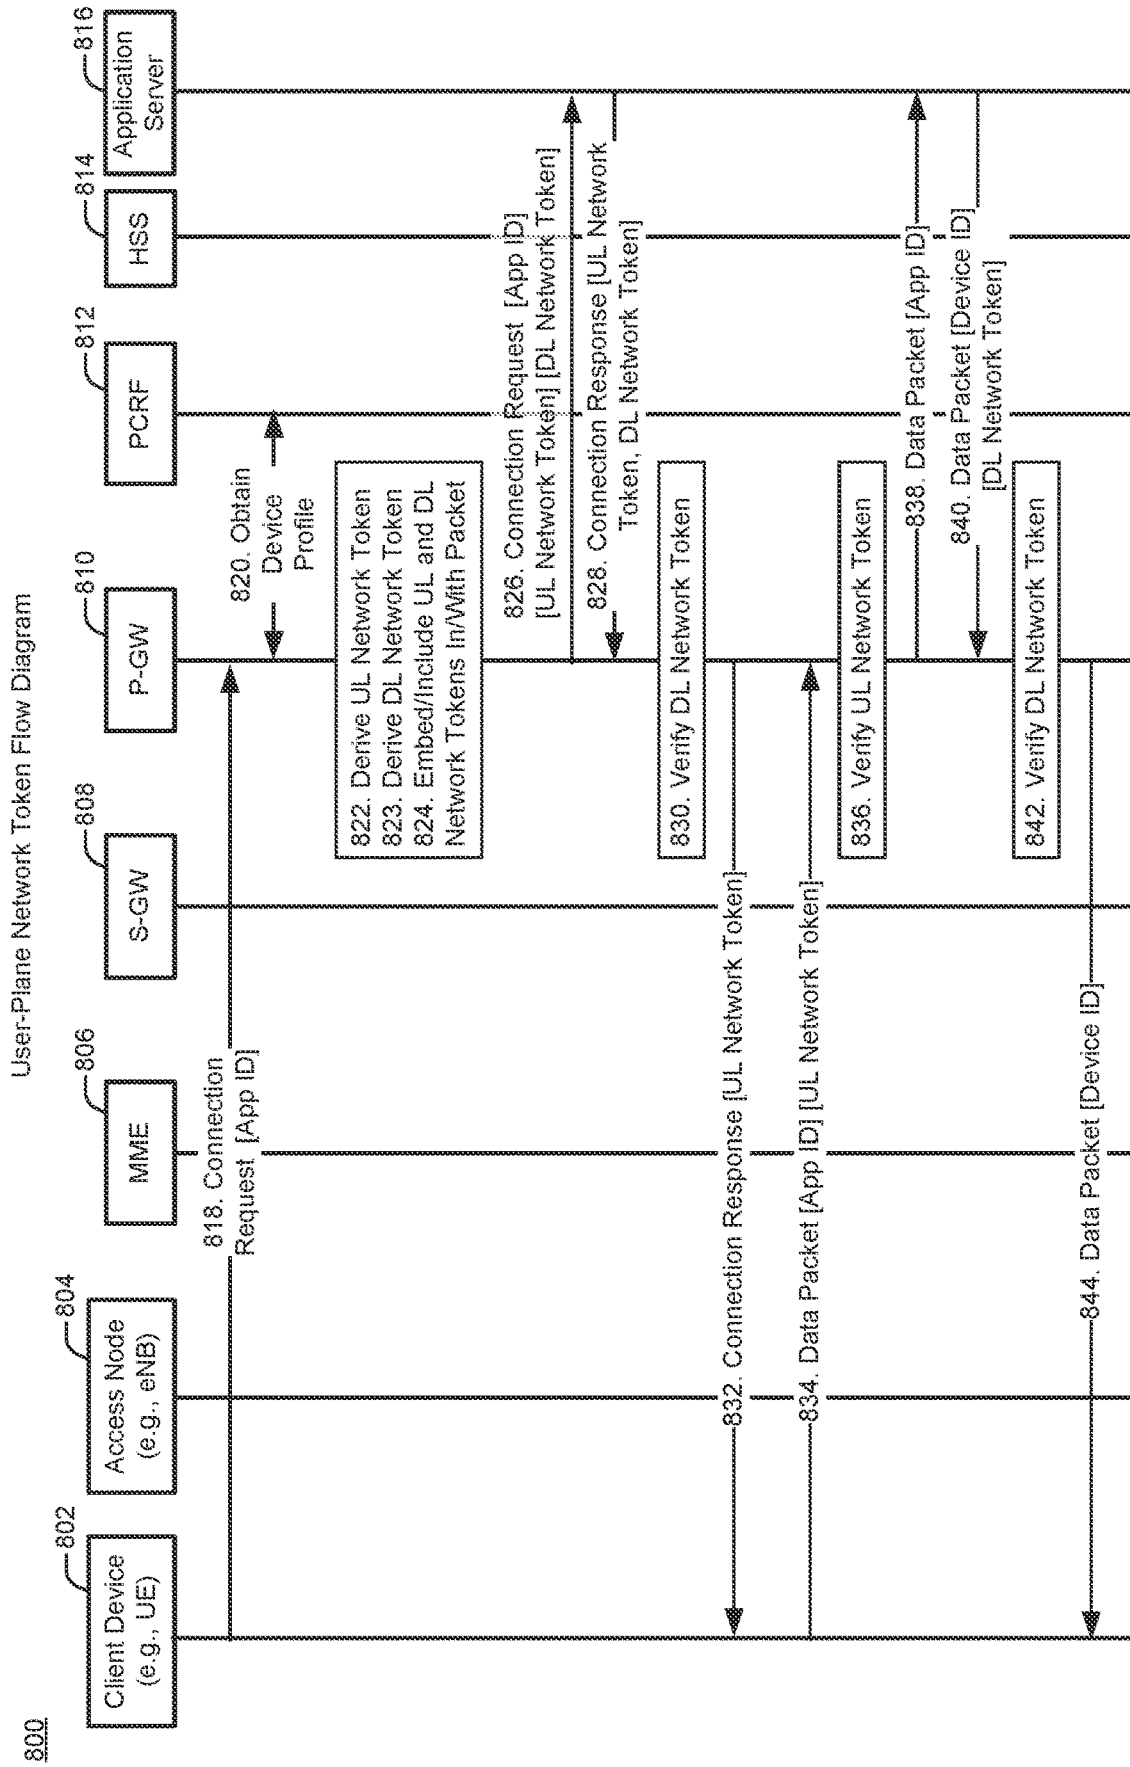 800
User-Plane Network Token Flow Diagram
802
804
806
808
810
812
814
816
Client Device
(e.g., UE)
Access Node
(e.g., eNB)
MME
S-GW
P-GW
PCRF
HSS
Application
Server
818. Connection
Request [App ID]
820. Obtain
Device
Profile
822. Derive UL Network Token
823. Derive DL Network Token
824. Embed/Include UL and DL
Network Tokens In/With Packet
826. Connection Request [App ID]
[UL Network Token] [DL Network Token]
828. Connection Response [UL Network
Token, DL Network Token]
830. Verify DL Network Token
832. Connection Response [UL Network Token]
834. Data Packet [App ID] [UL Network Token]
836. Verify UL Network Token
838. Data Packet [App ID]
840. Data Packet [Device ID]
[DL Network Token]
842. Verify DL Network Token
844. Data Packet [Device ID]